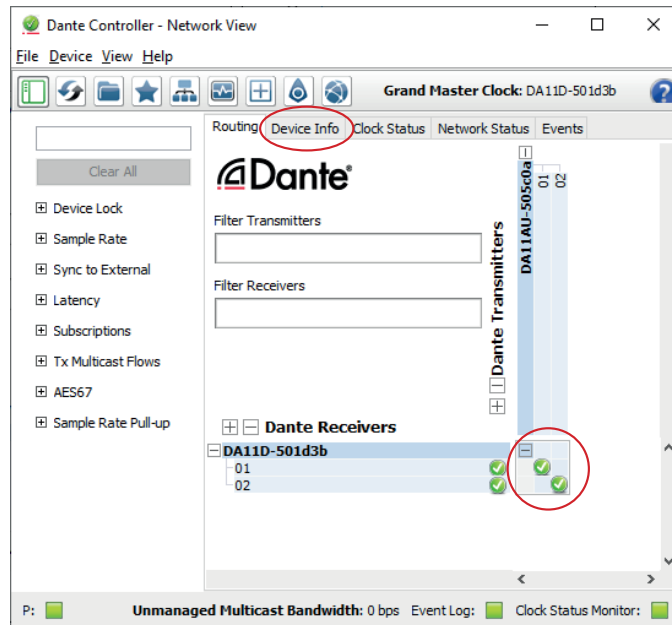 Dante Controller - Network View
File Device View Help
Grand Master Clock: DA11D-501d3b
?
Routing Device Info Clock Status Network Status Events
Clear All
Device Lock
Sample Rate
Sync to External
Latency
Subscriptions
Tx Multicast Flows
AES67
Sample Rate Pull-up
Dante®
Filter Transmitters
Filter Receivers
Dante Transmitters
DA11AU-505c0a
01
02
Dante Receivers
DA11D-501d3b
01
02
P: Unmanaged Multicast Bandwidth: 0 bps Event Log: Clock Status Monitor: